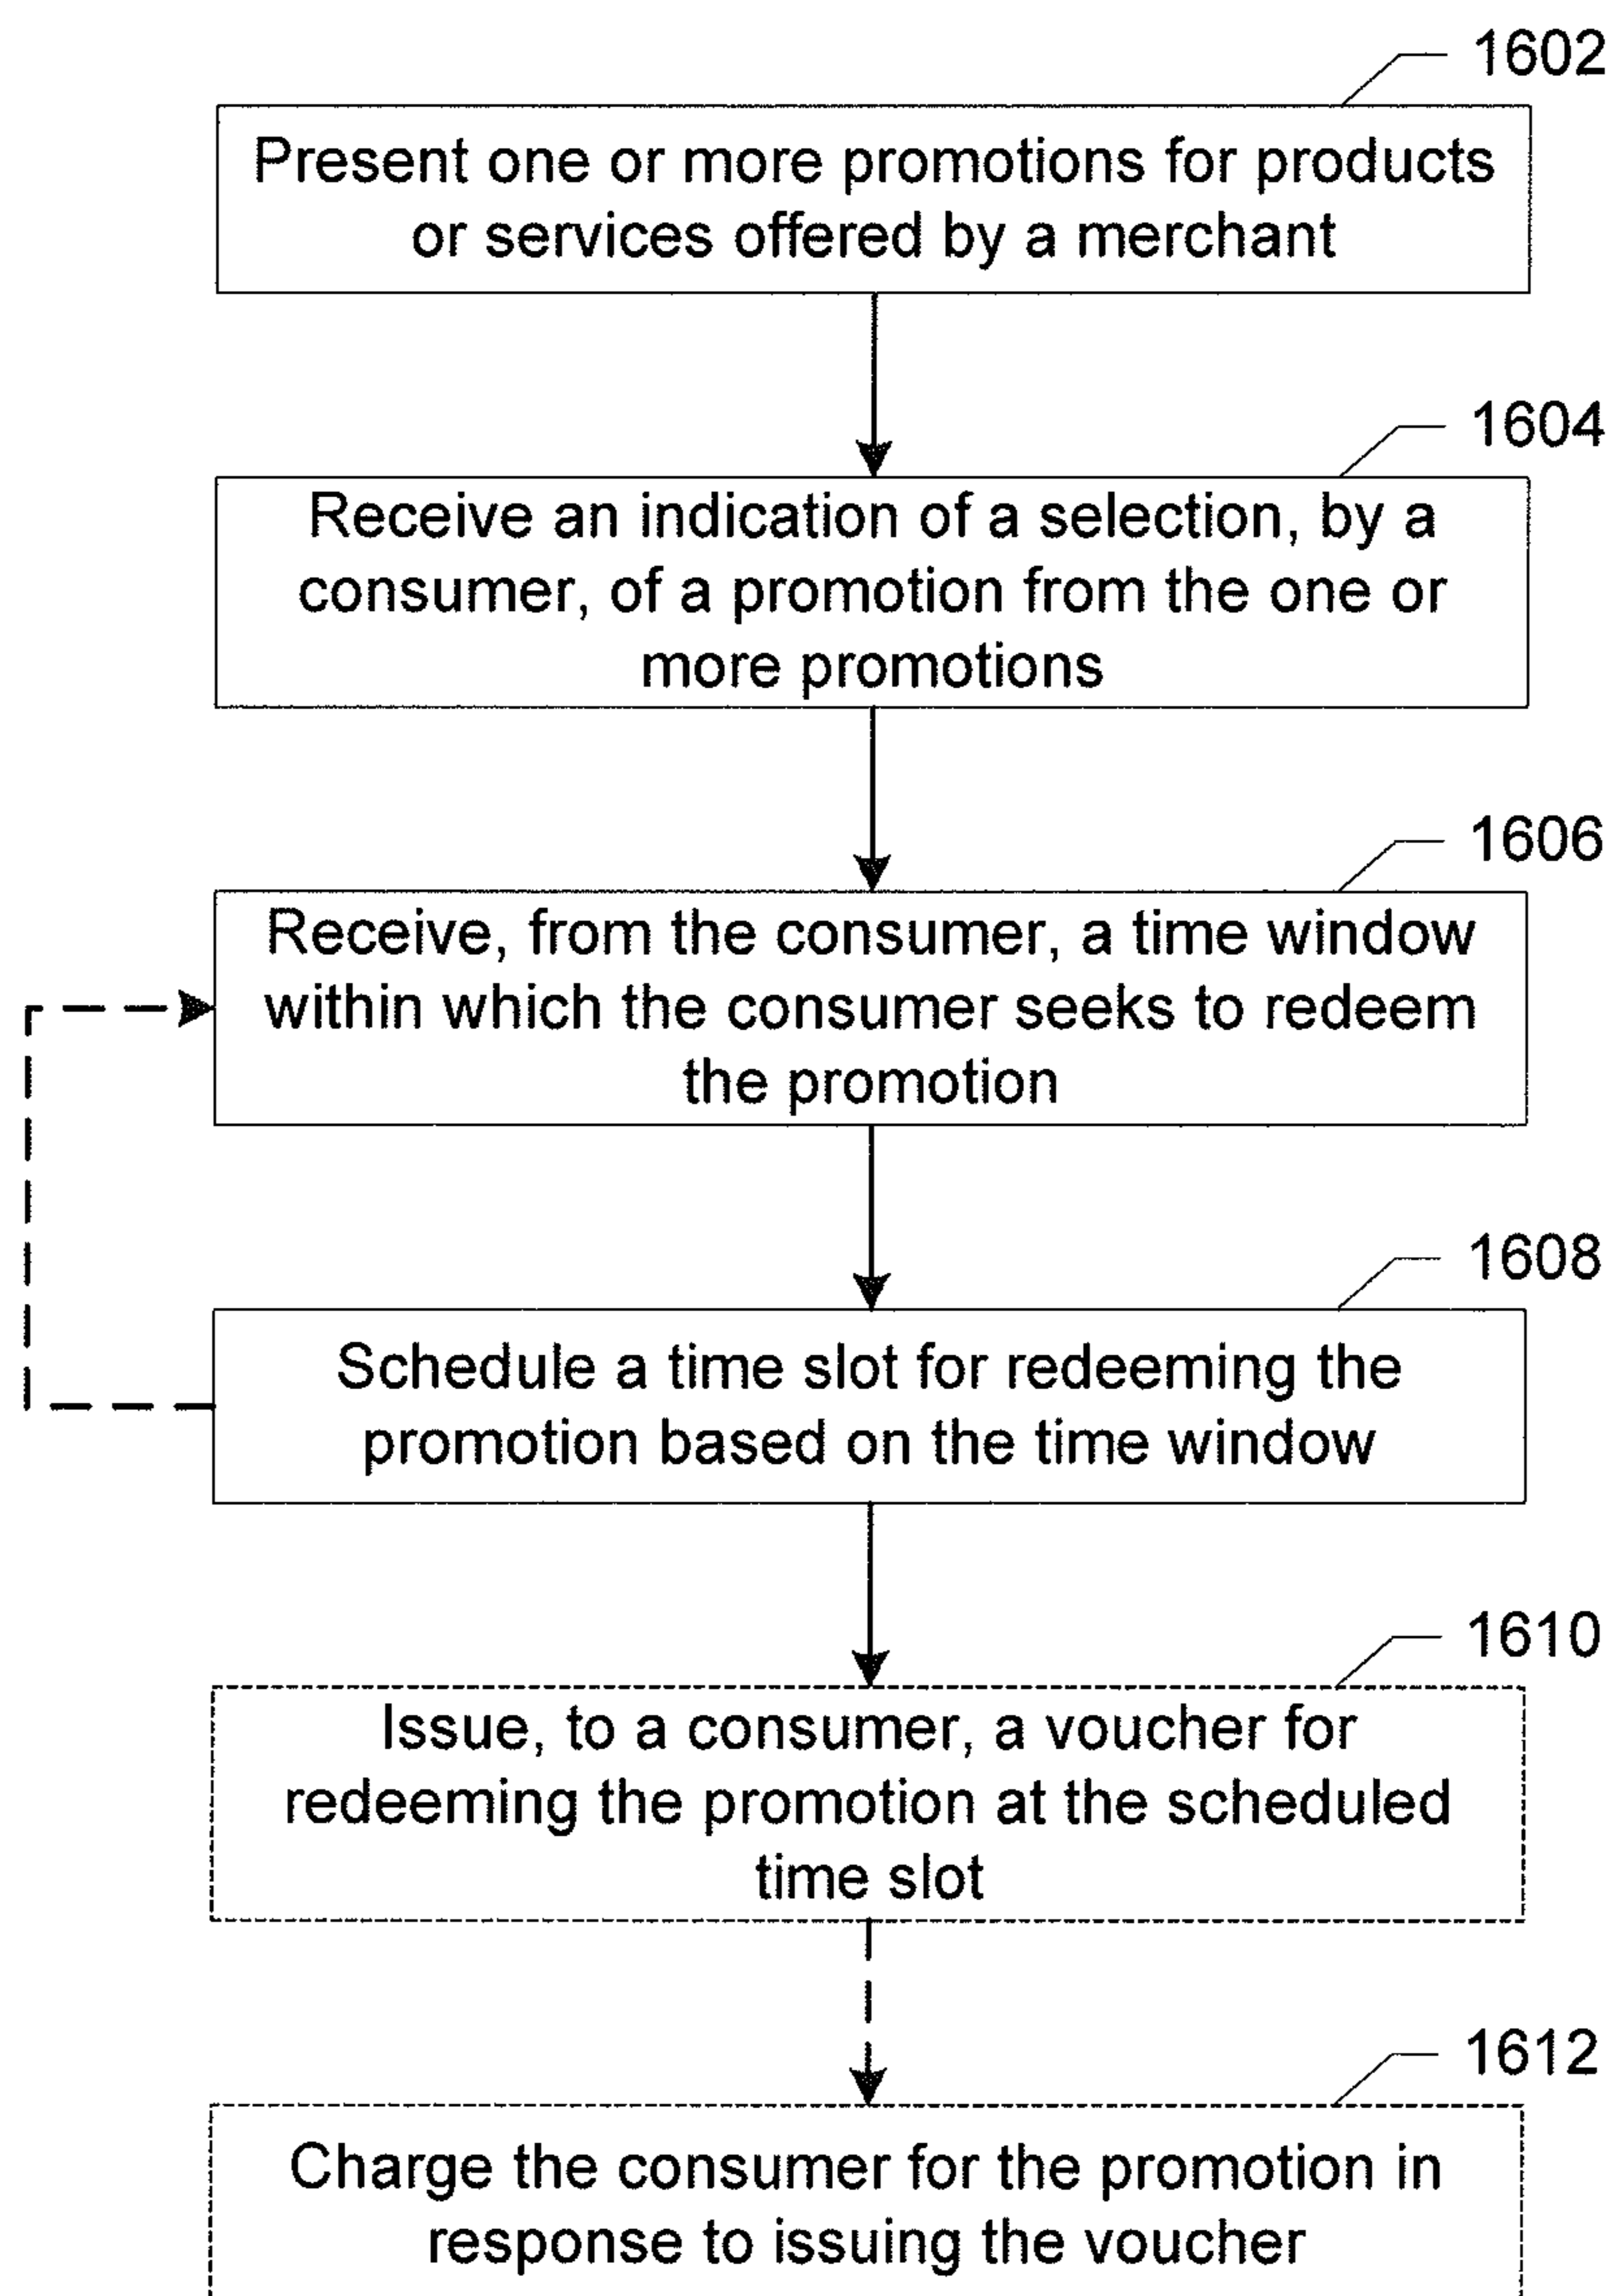 1602
Present one or more promotions for products
or services offered by a merchant
1604
Receive an indication of a selection, by a
consumer, of a promotion from the one or
more promotions
1606
Receive, from the consumer, a time window
within which the consumer seeks to redeem
the promotion
1608
Schedule a time slot for redeeming the
promotion based on the time window
1610
Issue, to a consumer, a voucher for
redeeming the promotion at the scheduled
time slot
1612
Charge the consumer for the promotion in
response to issuing the voucher